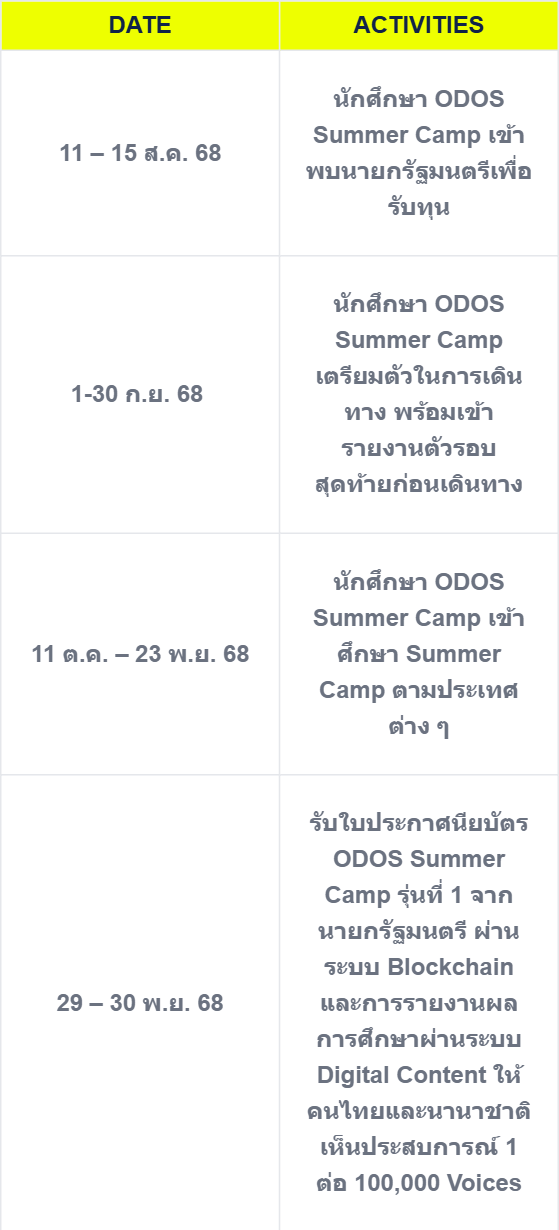 DATE
ACTIVITIES
11 – 15 ส.ค. 68
นักศึกษา ODOS
Summer Camp เข้า
พบนายกรัฐมนตรีเพื่อ
รับทุน
1-30 ก.ย. 68
นักศึกษา ODOS
Summer Camp
เตรียมตัวในการเดิน
ทาง พร้อมเข้า
รายงานตัวรอบ
สุดท้ายก่อนเดินทาง
11 ต.ค. – 23 พ.ย. 68
นักศึกษา ODOS
Summer Camp เข้า
ศึกษา Summer
Camp ตามประเทศ
ต่าง ๆ
29 – 30 พ.ย. 68
รับใบประกาศนียบัตร
ODOS Summer
Camp รุ่นที่ 1 จาก
นายกรัฐมนตรี ผ่าน
ระบบ Blockchain
และการรายงานผล
การศึกษาผ่านระบบ
Digital Content ให้
คนไทยและนานาชาติ
เห็นประสบการณ์ 1
ต่อ 100,000 Voices